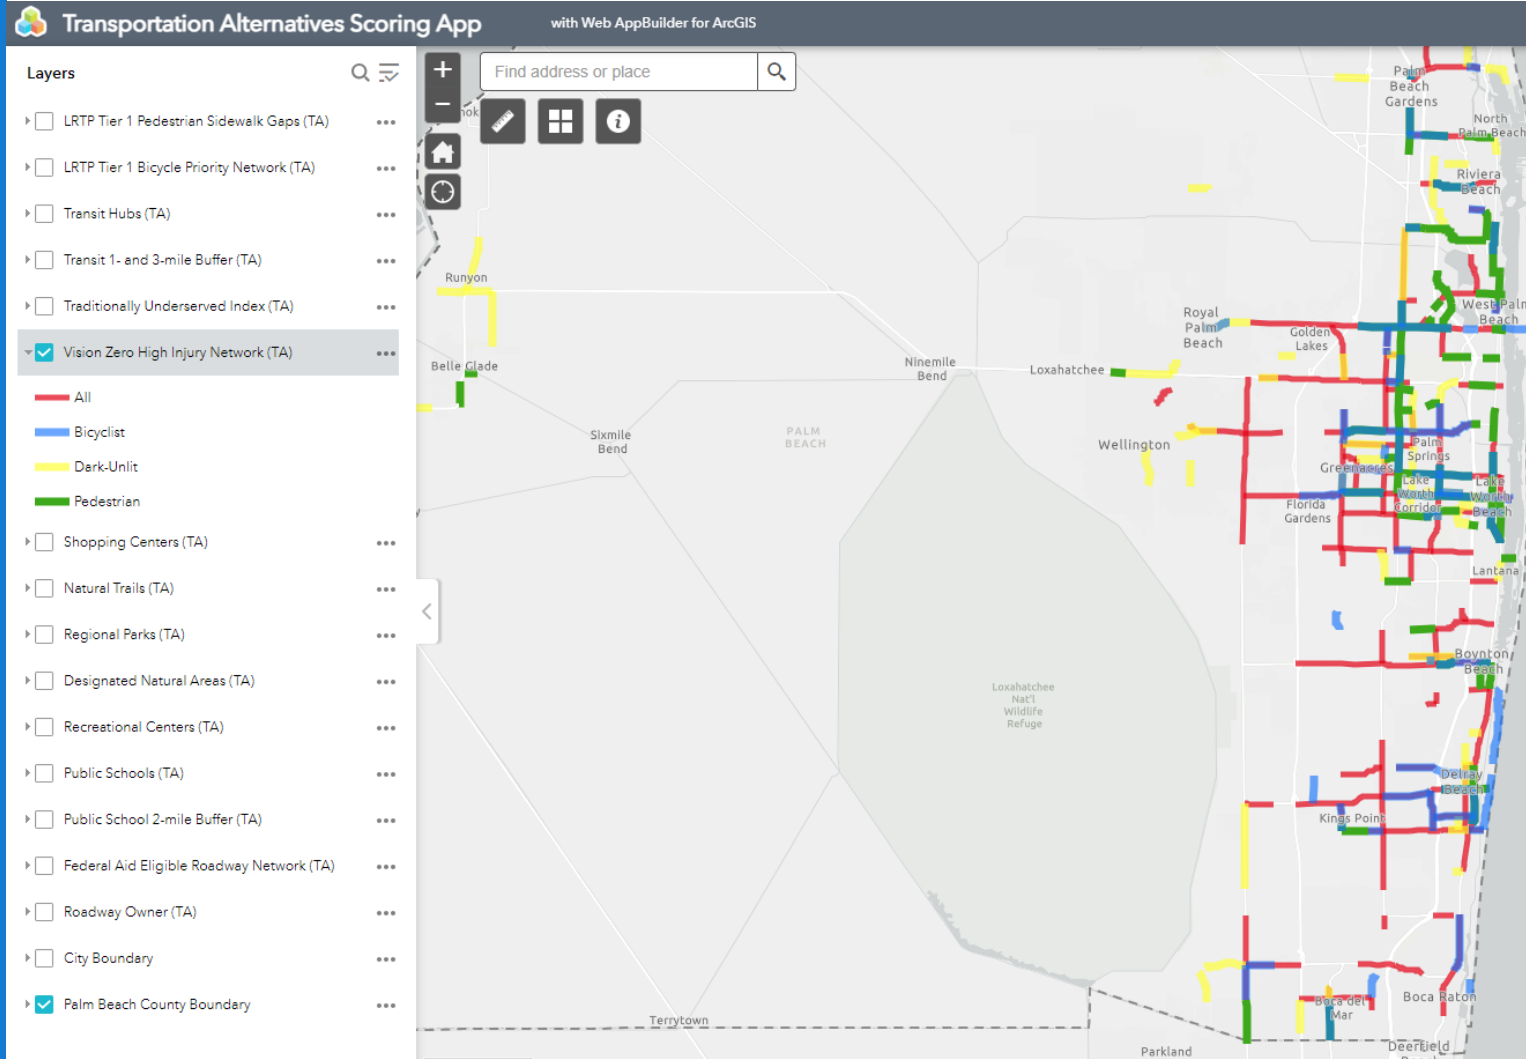 Transportation Alternatives Scoring App
with Web AppBuilder for ArcGIS
Layers
LRTP Tier 1 Pedestrian Sidewalk Gaps (TA)
LRTP Tier 1 Bicycle Priority Network (TA)
Transit Hubs (TA)
Transit 1- and 3-mile Buffer (TA)
Traditionally Underserved Index (TA)
Vision Zero High Injury Network (TA)
All
Bicyclist
Dark-Unlit
Pedestrian
Shopping Centers (TA)
Natural Trails (TA)
Regional Parks (TA)
Designated Natural Areas (TA)
Recreational Centers (TA)
Public Schools (TA)
Public School 2-mile Buffer (TA)
Federal Aid Eligible Roadway Network (TA)
Roadway Owner (TA)
City Boundary
Palm Beach County Boundary
Find address or place
Palm
Beach
Gardens
North
Palm Beach
Riviera
Beach
Runyon
West Palm
Beach
Royal
Palm
Beach
Golden
Lakes
Belle Glade
Ninemile
Bend
Loxahatchee
Sixmile
Bend
PALM
BEACH
Wellington
Palm
Springs
Greenacres
Lake
Worth
Corridor
Lake
Worth
Beach
Florida
Gardens
Lantana
Boynton
Beach
Loxahatchee
Nat'l
Wildlife
Refuge
Delray
Beach
Kings Point
Boca del
Mar
Boca Raton
Terrytown
Parkland
Deerfield